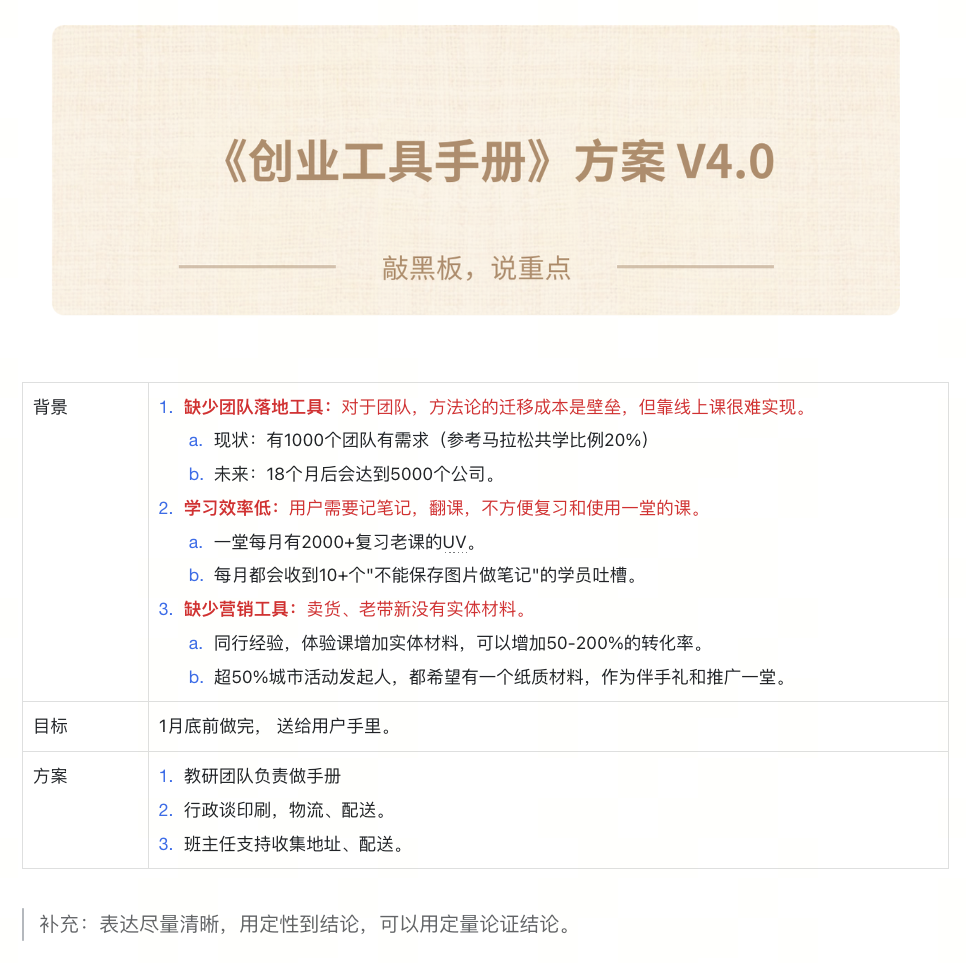 《创业工具手册》方案 V4.0
敲黑板，说重点
背景
1. 缺少团队落地工具：对于团队，方法论的迁移成本是壁垒，但靠线上课很难实现。
a. 现状：有1000个团队有需求（参考马拉松共学比例20%）
b. 未来：18个月后会达到5000个公司。
2. 学习效率低：用户需要记笔记，翻课，不方便复习和使用一堂的课。
a. 一堂每月有2000+复习老课的UV。
b. 每月都会收到10+个"不能保存图片做笔记"的学员吐槽。
3. 缺少营销工具：卖货、老带新没有实体材料。
a. 同行经验，体验课增加实体材料，可以增加50-200%的转化率。
b. 超50%城市活动发起人，都希望有一个纸质材料，作为伴手礼和推广一堂。
目标
1月底前做完， 送给用户手里。
方案
1. 教研团队负责做手册
2. 行政谈印刷，物流、配送。
3. 班主任支持收集地址、配送。
补充：表达尽量清晰，用定性到结论，可以用定量论证结论。